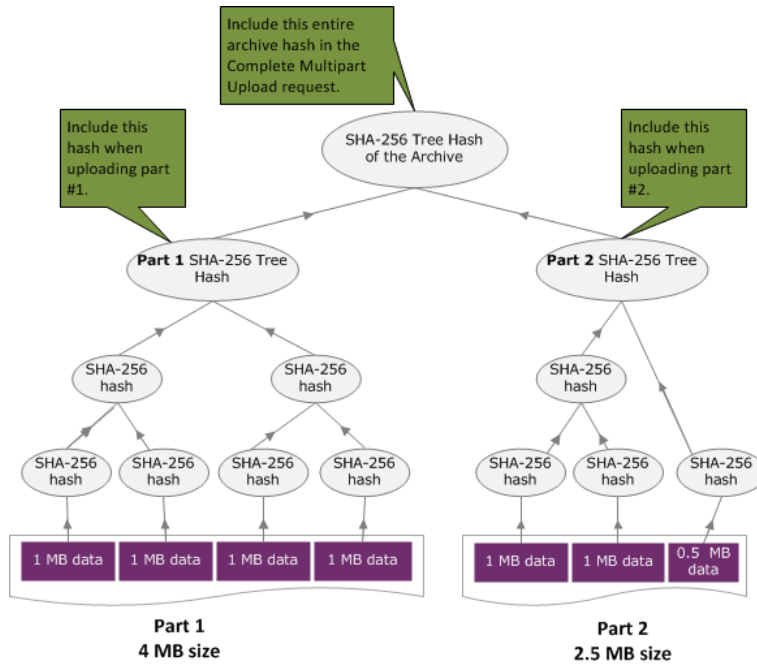 Include this entire
archive hash in the
Complete Multipart
Upload request.
Include this
hash when
uploading part
#1.
Include this
hash when
uploading part
#2.
SHA-256 Tree Hash
of the Archive
Part 1 SHA-256 Tree
Hash
Part 2 SHA-256 Tree
Hash
SHA-256
hash
SHA-256
hash
SHA-256
hash
SHA-256
hash
SHA-256
hash
SHA-256
hash
SHA-256
hash
SHA-256
hash
SHA-256
hash
SHA-256
hash
1 MB data
1 MB data
1 MB data
1 MB data
1 MB data
1 MB data
0.5 MB
data
Part 1
4 MB size
Part 2
2.5 MB size